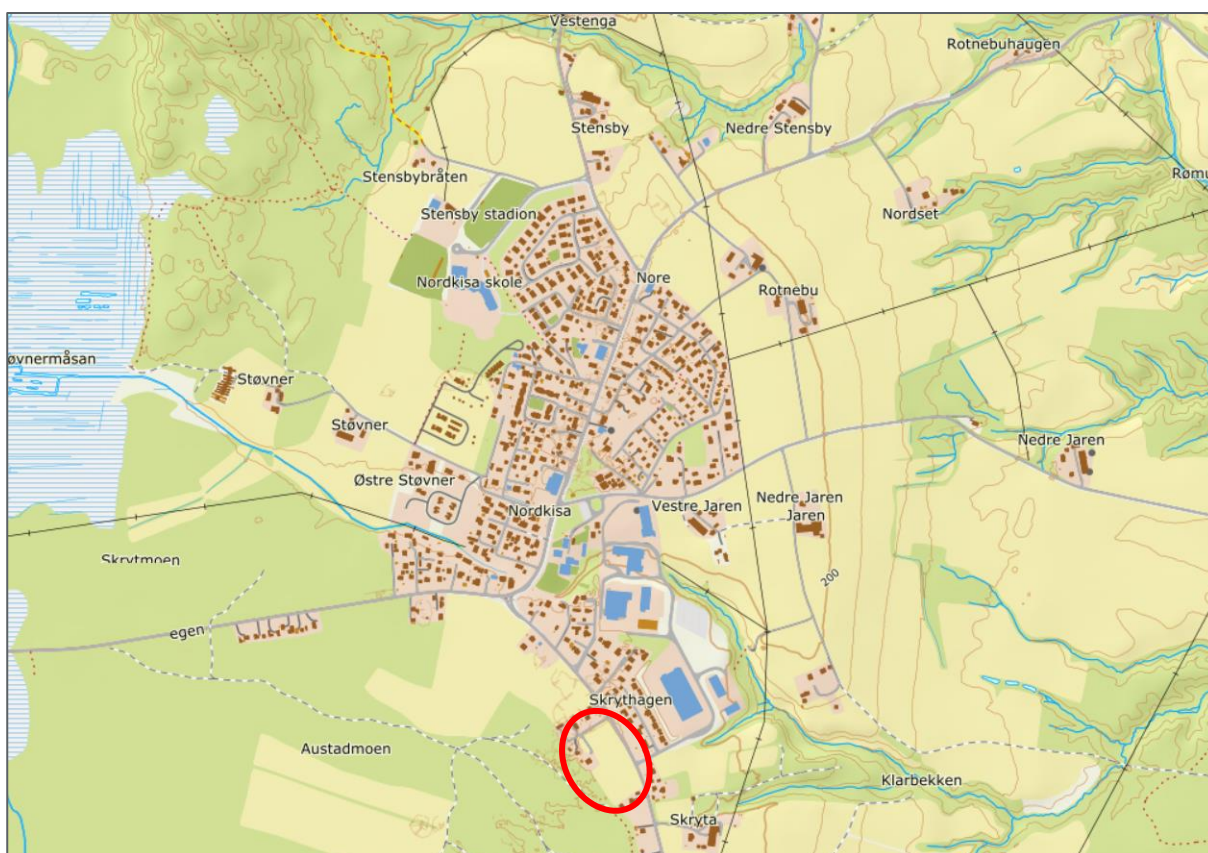 Vestenga
Rotnebuhaugen
Stensby
Nedre Stensby
Stensbybråten
Rømu
Stensby stadion
Nordset
Nordkisa skole
Nore
Rotnebu
øvnermåsan
Støvner
Støvner
Nedre Jaren
Østre Støvner
Nordkisa
Vestre Jaren
Nedre Jaren
Jaren
Skrytmoen
200
egen
Skrythagen
Austadmoen
Klarbekken
Skryta